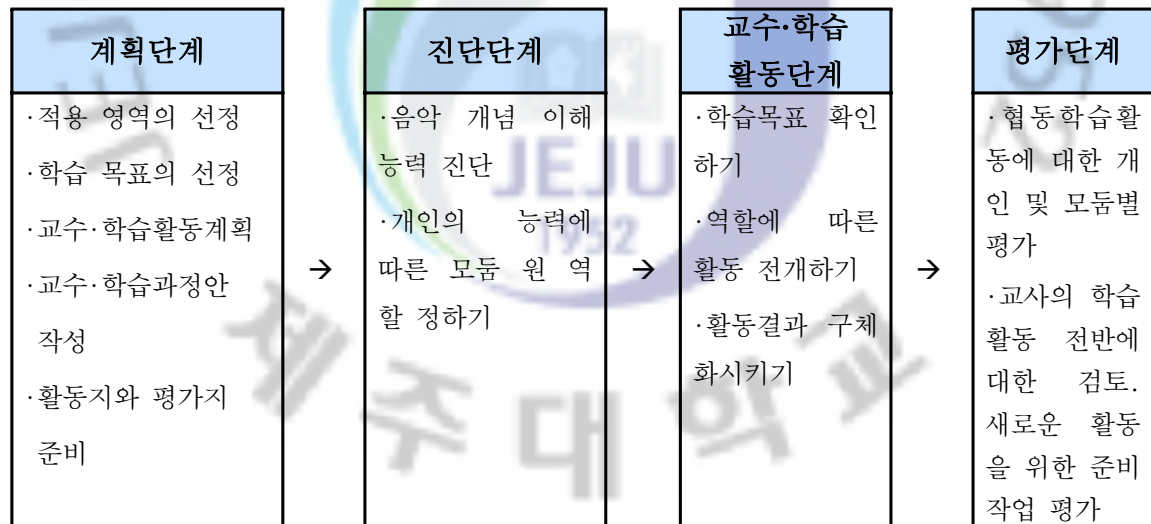 계획단계
·적용 영역의 선정
·학습 목표의 선정
·교수·학습활동계획
·교수·학습과정안
작성
·활동지와 평가지
준비
→
진단단계
·음악 개념 이해
능력 진단
·개인의 능력에
따른 모둠 원 역
할 정하기
→
교수·학습
활동단계
·학습목표 확인
하기
·역할에 따른
활동 전개하기
·활동결과 구체
화시키기
→
평가단계
·협동학습활
동에 대한 개
인 및 모둠별
평가
·교사의 학습
활동 전반에
대한 검토.
새로운 활동
을 위한 준비
작업 평가
JEJU
1952
제주대학교